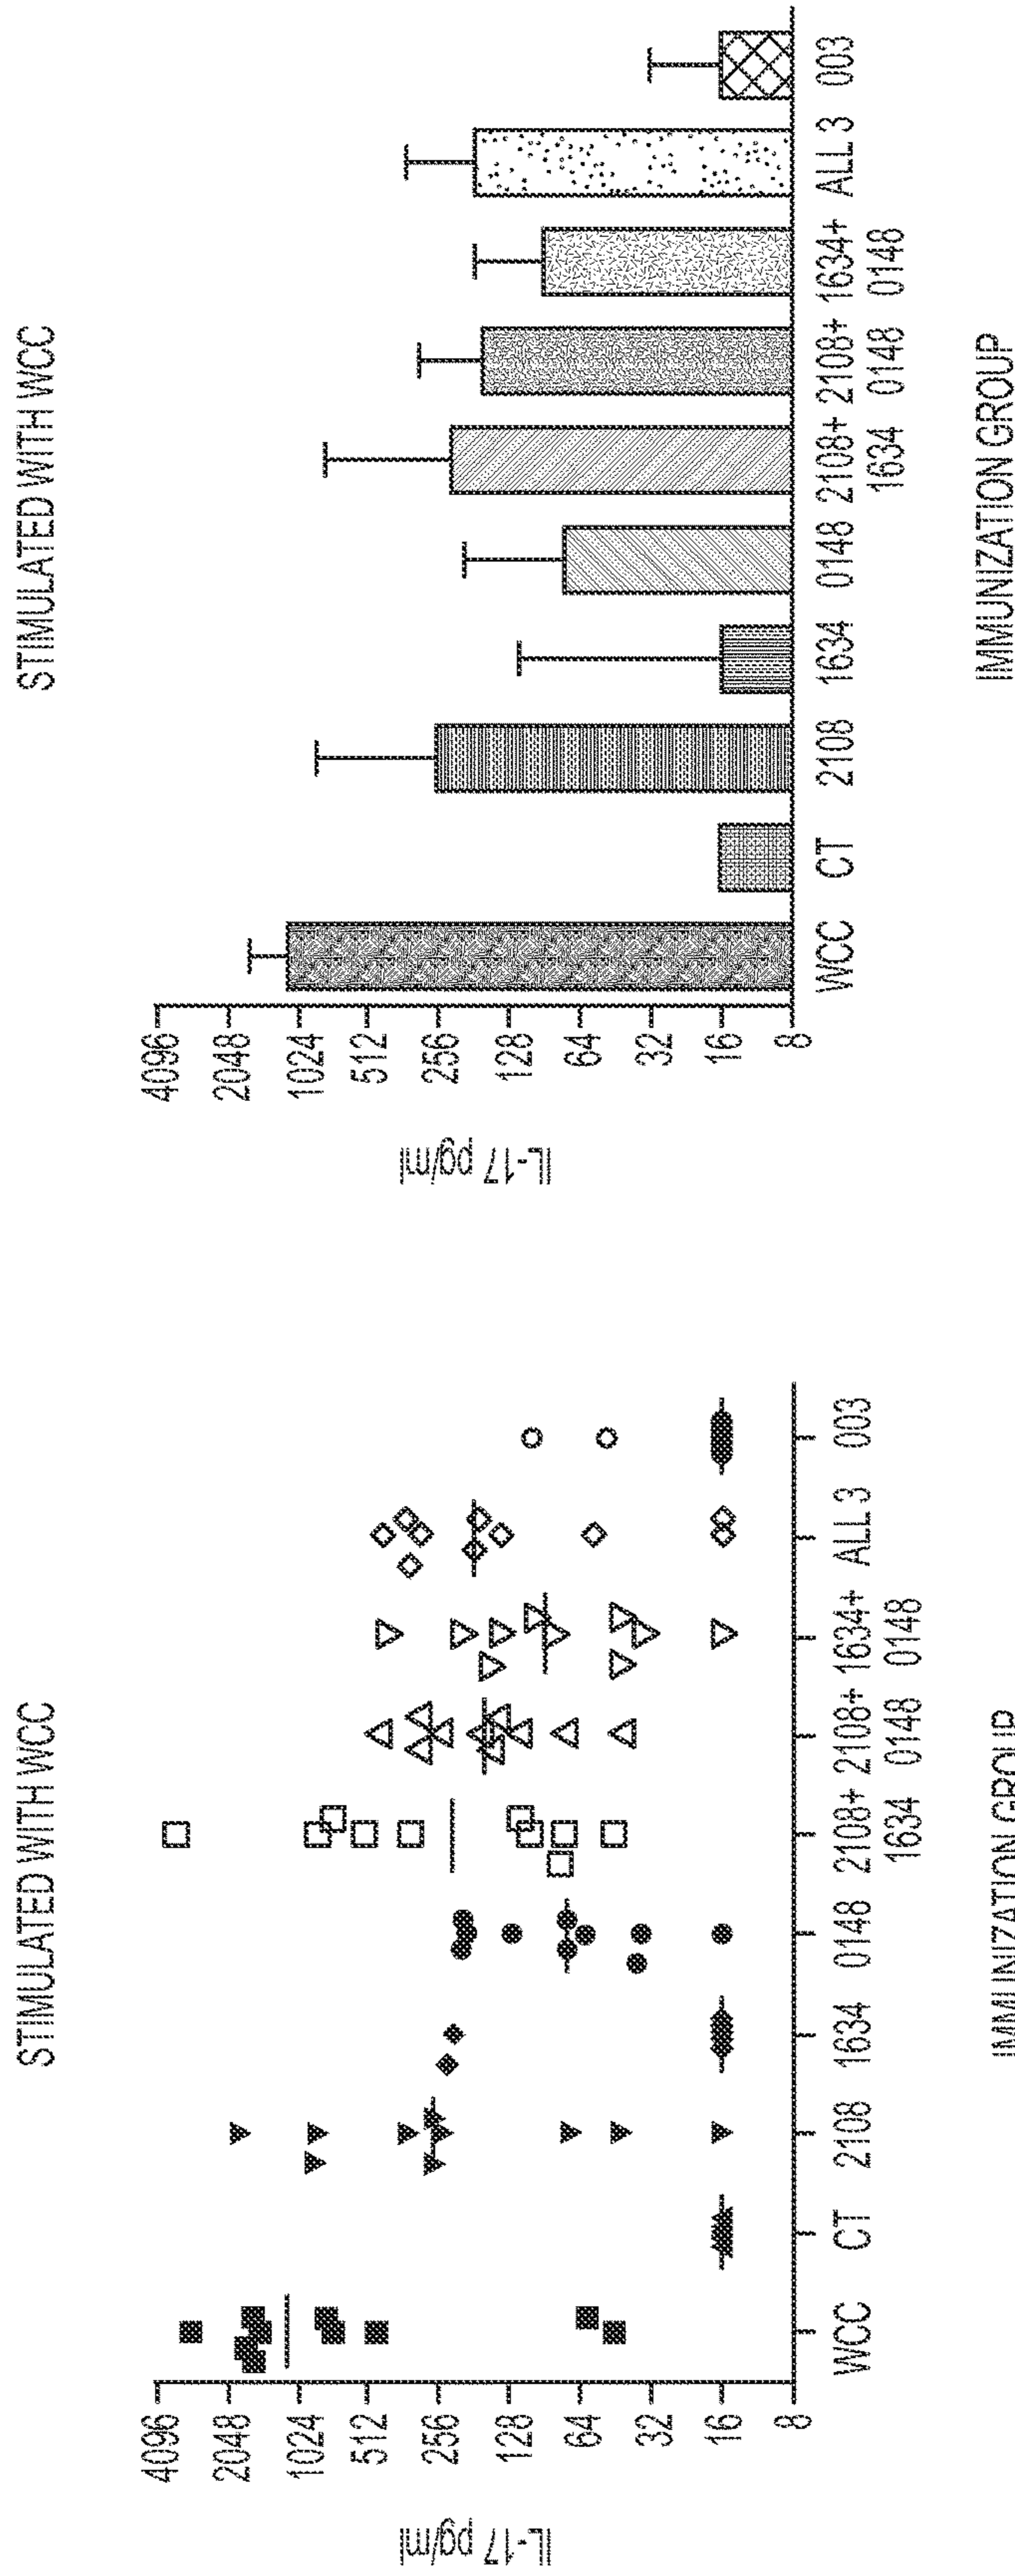 STIMULATED WITH WCC
IL-17 pg/ml
4096
2048
1024
512
256
128
64
32
16
8
WCC CT 2108 1634 0148 2108+ 2108+ 1634+ ALL 3 003
1634 0148 0148
IMMUNIZATION GROUP
STIMULATED WITH WCC
IL-17 pg/ml
4096
2048
1024
512
256
128
64
32
16
8
WCC CT 2108 1634 0148 2108+ 2108+ 1634+ ALL 3 003
1634 0148 0148
IMMUNIZATION GROUP